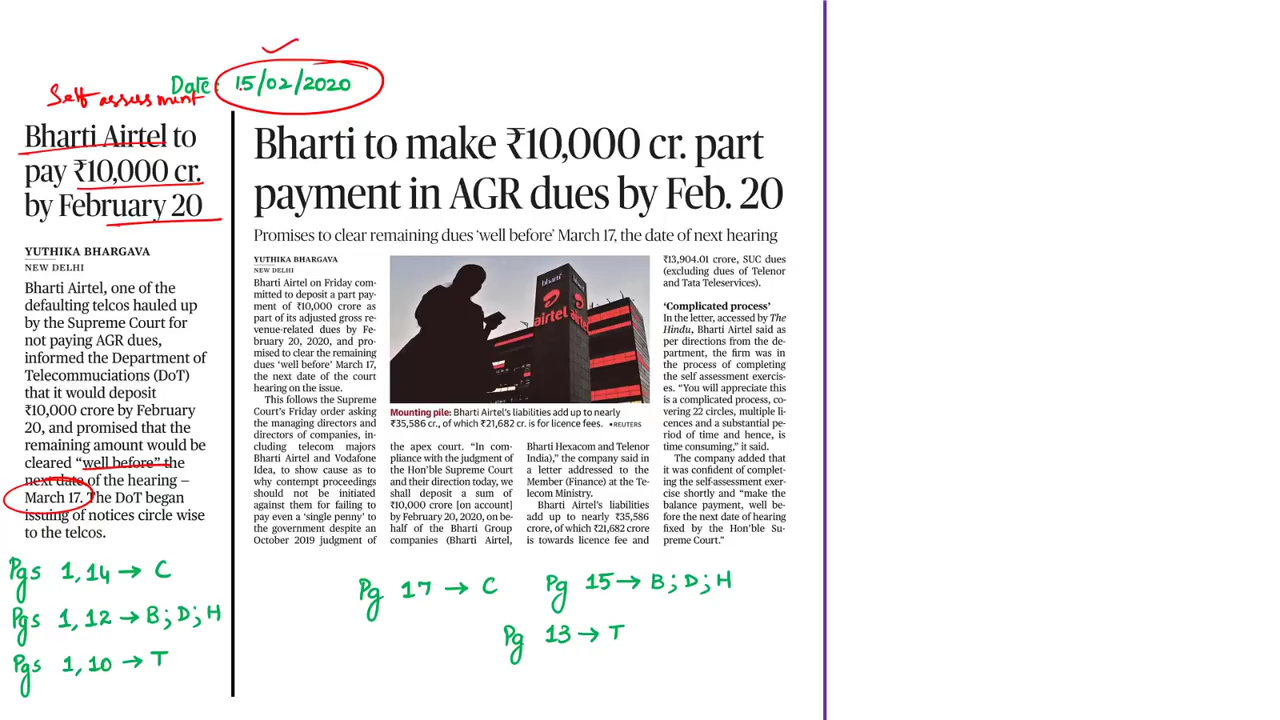 Date: 15/02/2020
Self assessment
Bharti Airtel to
pay ₹10,000 cr.
by February 20
YUTHIKA BHARGAVA
NEW DELHI
Bharti Airtel, one of the
defaulting telcos hauled up
by the Supreme Court for
not paying AGR dues,
informed the Department of
Telecommuciations (DoT)
that it would deposit
₹10,000 crore by February
20, and promised that the
remaining amount would be
cleared “well before” the
next date of the hearing –
March 17. The DoT began
issuing of notices circle wise
to the telcos.
Pgs 1,14 → C
Pgs 1,12 → B; D; H
Pgs 1,10 → T
Bharti to make ₹10,000 cr. part
payment in AGR dues by Feb. 20
Promises to clear remaining dues ‘well before’ March 17, the date of next hearing
YUTHIKA BHARGAVA
NEW DELHI
Bharti Airtel on Friday com-
mitted to deposit a part pay-
ment of ₹10,000 crore as
part of its adjusted gross re-
venue-related dues by Fe-
bruary 20, 2020, and pro-
mised to clear the remaining
dues ‘well before’ March 17,
the next date of the court
hearing on the issue.
This follows the Supreme
Court’s Friday order asking
the managing directors and
directors of companies, in-
cluding telecom majors
Bharti Airtel and Vodafone
Idea, to show cause as to
why contempt proceedings
should not be initiated
against them for failing to
pay even a ‘single penny’ to
the government despite an
October 2019 judgment of
bharti
airtel
airtel
Mounting pile: Bharti Airtel’s liabilities add up to nearly
₹35,586 cr., of which ₹21,682 cr. is for licence fees. •REUTERS
the apex court. “In com-
pliance with the judgment of
the Hon’ble Supreme Court
and their direction today, we
shall deposit a sum of
₹10,000 crore [on account]
by February 20, 2020, on be-
half of the Bharti Group
companies (Bharti Airtel,
Bharti Hexacom and Telenor
India),” the company said in
a letter addressed to the
Member (Finance) at the Te-
lecom Ministry.
Bharti Airtel’s liabilities
add up to nearly ₹35,586
crore, of which ₹21,682 crore
is towards licence fee and
₹13,904.01 crore, SUC dues
(excluding dues of Telenor
and Tata Teleservices).
‘Complicated process’
In the letter, accessed by The
Hindu, Bharti Airtel said as
per directions from the de-
partment, the firm was in
the process of completing
the self assessment exercis-
es. “You will appreciate this
is a complicated process, co-
vering 22 circles, multiple li-
cences and a substantial pe-
riod of time and hence, is
time consuming,” it said.
The company added that
it was confident of complet-
ing the self-assessment exer-
cise shortly and “make the
balance payment, well be-
fore the next date of hearing
fixed by the Hon’ble Su-
preme Court.”
Pg 17 → C
Pg 15 → B; D; H
Pg 13 → T